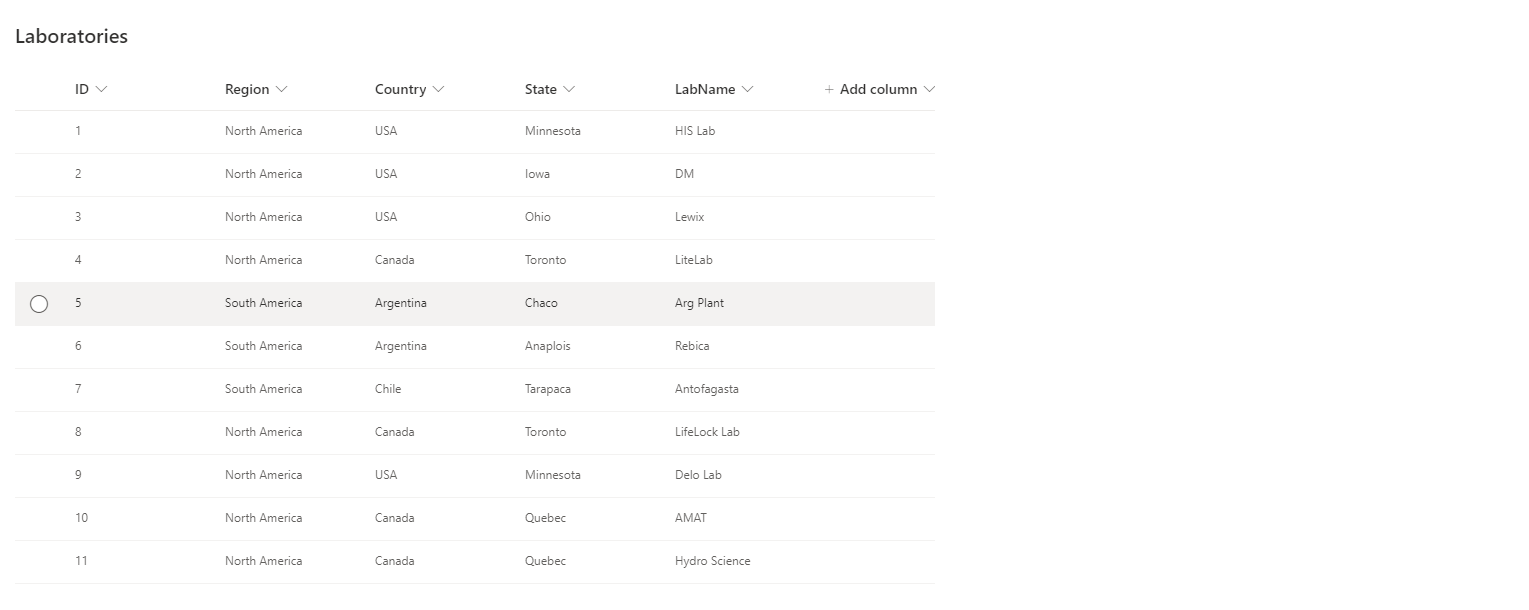 Laboratories
ID Region Country State LabName + Add column
1 North America USA Minnesota HIS Lab
2 North America USA Iowa DM
3 North America USA Ohio Lewix
4 North America Canada Toronto LiteLab
5 South America Argentina Chaco Arg Plant
6 South America Argentina Anaplois Rebica
7 South America Chile Tarapaca Antofagasta
8 North America Canada Toronto LifeLock Lab
9 North America USA Minnesota Delo Lab
10 North America Canada Quebec AMAT
11 North America Canada Quebec Hydro Science